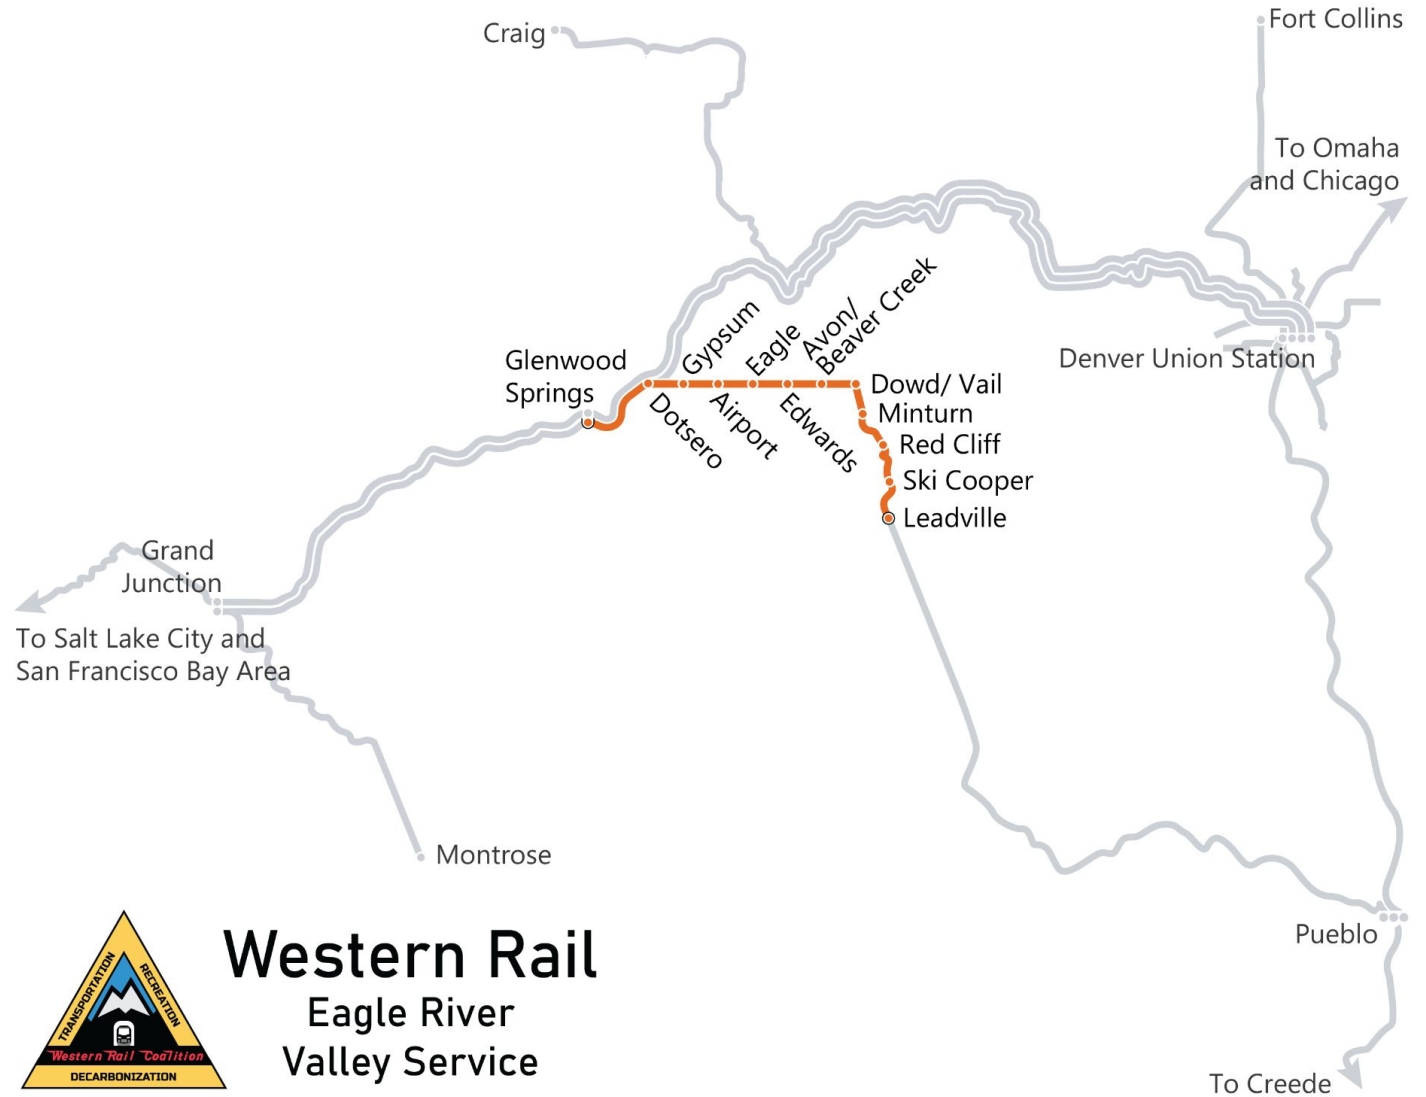 Craig
Fort Collins
To Omaha
and Chicago
Denver Union Station
Glenwood
Springs
Dotsero
Gypsum
Airport
Eagle
Edwards
Avon/
Beaver Creek
Dowd/ Vail
Minturn
Red Cliff
Ski Cooper
Leadville
Grand
Junction
To Salt Lake City and
San Francisco Bay Area
Montrose
Pueblo
To Creede
Western Rail
Eagle River
Valley Service
TRANSPORTATION
RECREATION
Western Rail Coalition
DECARBONIZATION